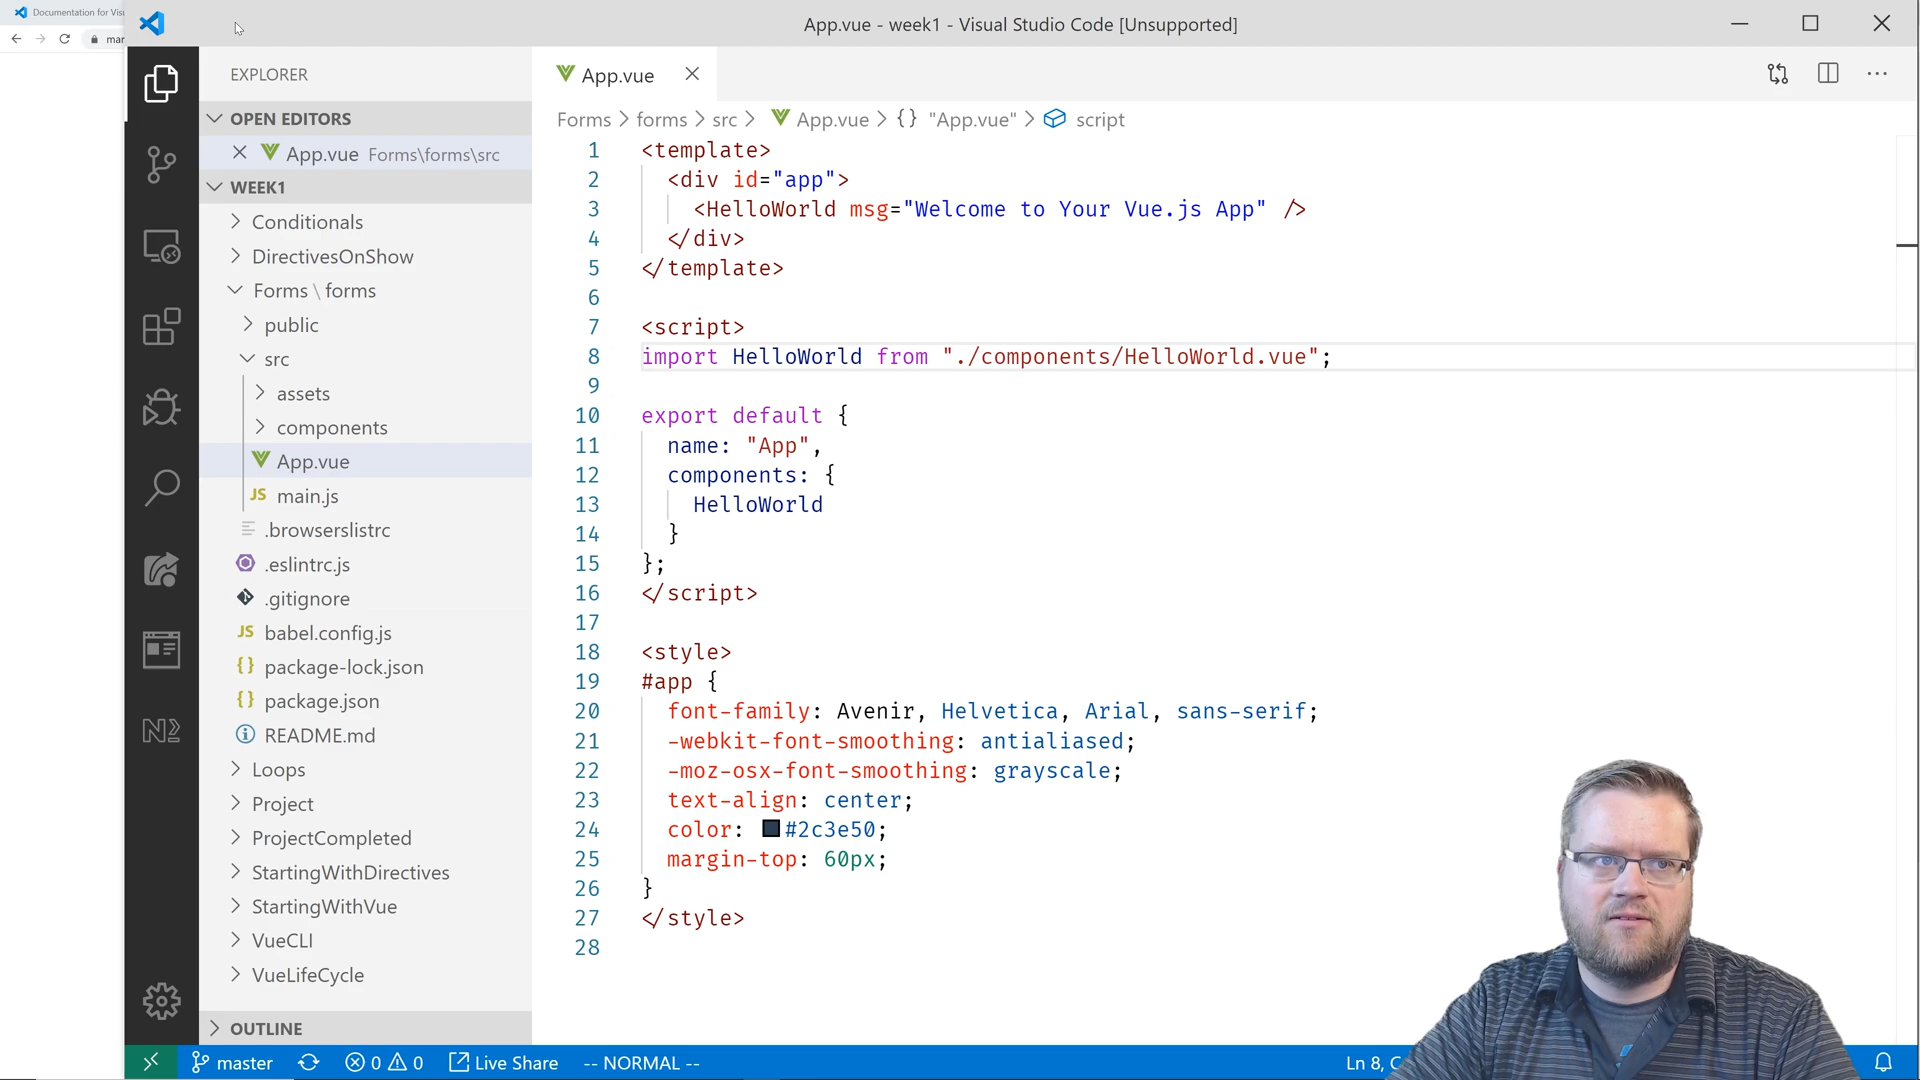 Documentation for Visu
App.vue - week1 - Visual Studio Code [Unsupported]
mar
EXPLORER
App.vue
OPEN EDITORS
App.vue Forms\forms\src
WEEK1
Conditionals
DirectivesOnShow
Forms \ forms
public
src
assets
components
App.vue
JS main.js
.browserslistrc
.eslintrc.js
.gitignore
JS babel.config.js
{} package-lock.json
{} package.json
README.md
Loops
Project
ProjectCompleted
StartingWithDirectives
StartingWithVue
VueCLI
VueLifeCycle
OUTLINE
Forms > forms > src > App.vue > {} "App.vue" > script
1 <template>
2 <div id="app">
3 <HelloWorld msg="Welcome to Your Vue.js App" />
4 </div>
5 </template>
6
7 <script>
8 import HelloWorld from "./components/HelloWorld.vue";
9
10 export default {
11 name: "App",
12 components: {
13 HelloWorld
14 }
15 };
16 </script>
17
18 <style>
19 #app {
20 font-family: Avenir, Helvetica, Arial, sans-serif;
21 -webkit-font-smoothing: antialiased;
22 -moz-osx-font-smoothing: grayscale;
23 text-align: center;
24 color: #2c3e50;
25 margin-top: 60px;
26 }
27 </style>
28
master 0 0 Live Share -- NORMAL -- Ln 8, C